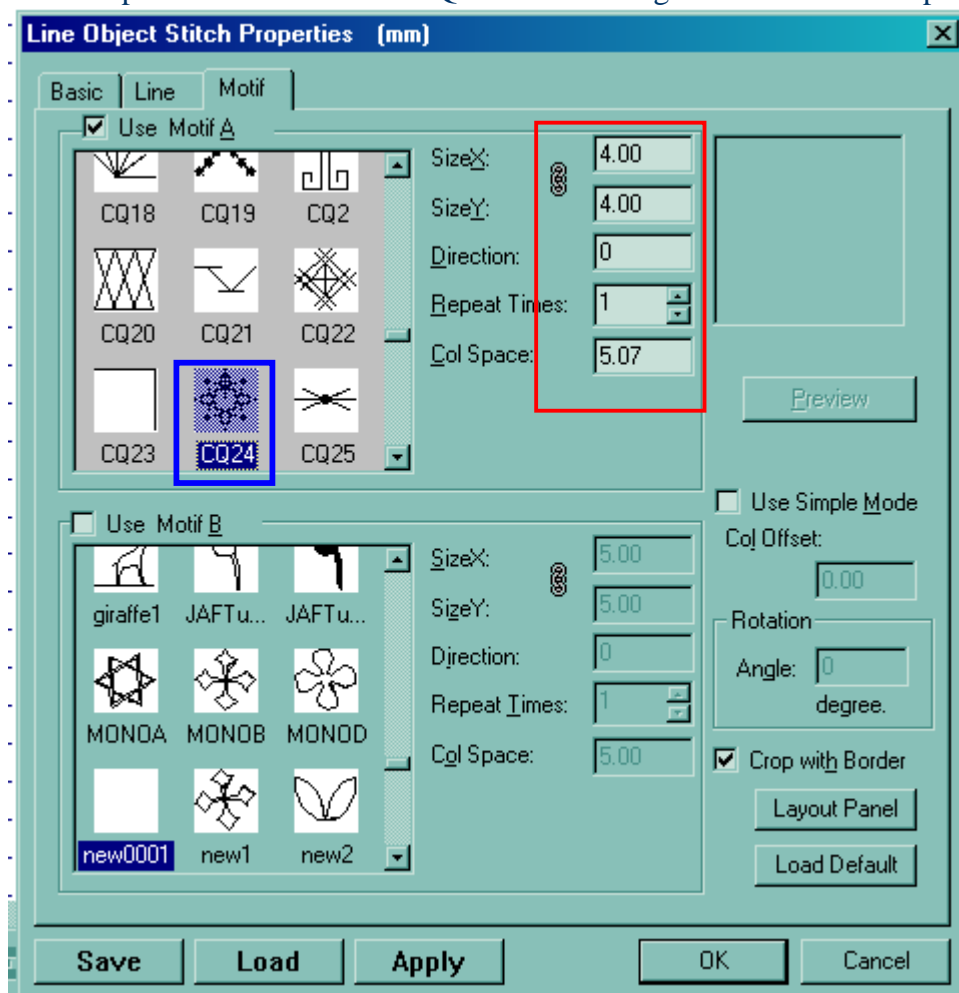 Line Object Stitch Properties (mm)
Basic Line Motif
Use Motif A
CQ18 CQ19 CQ2
CQ20 CQ21 CQ22
CQ23 CQ24 CQ25
SizeX: 4.00
SizeY: 4.00
Direction: 0
Repeat Times: 1
Col Space: 5.07
Preview
Use Motif B
giraffe1 JAFTu... JAFTu...
MONOA MONOB MONOD
new0001 new1 new2
SizeX: 5.00
SizeY: 5.00
Direction: 0
Repeat Times: 1
Col Space: 5.00
Use Simple Mode
Col Offset:
0.00
Rotation
Angle: 0
degree.
Crop with Border
Layout Panel
Load Default
Save Load Apply OK Cancel